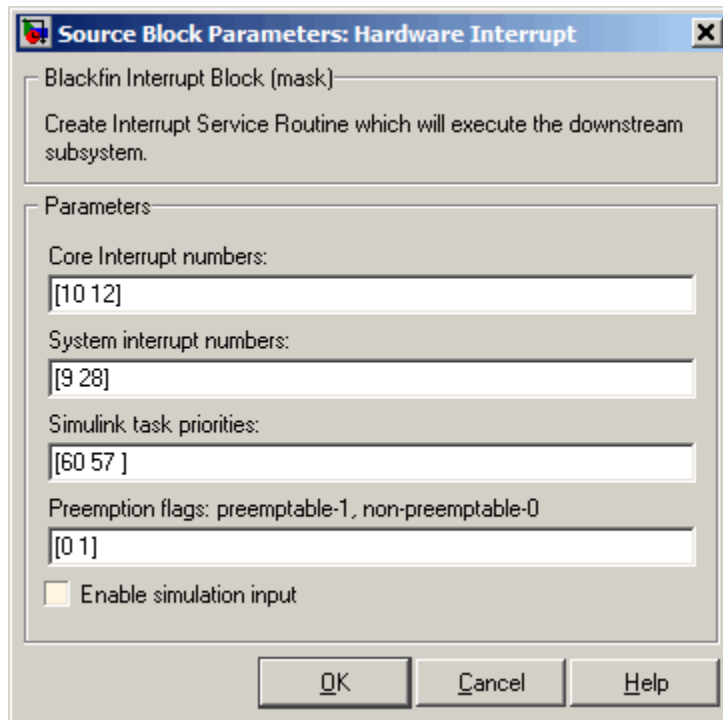 Source Block Parameters: Hardware Interrupt
Blackfin Interrupt Block (mask)
Create Interrupt Service Routine which will execute the downstream
subsystem.
Parameters
Core Interrupt numbers:
[10 12]
System interrupt numbers:
[9 28]
Simulink task priorities:
[60 57 ]
Preemption flags: preemptable-1, non-preemptable-0
[0 1]
Enable simulation input
OK Cancel Help